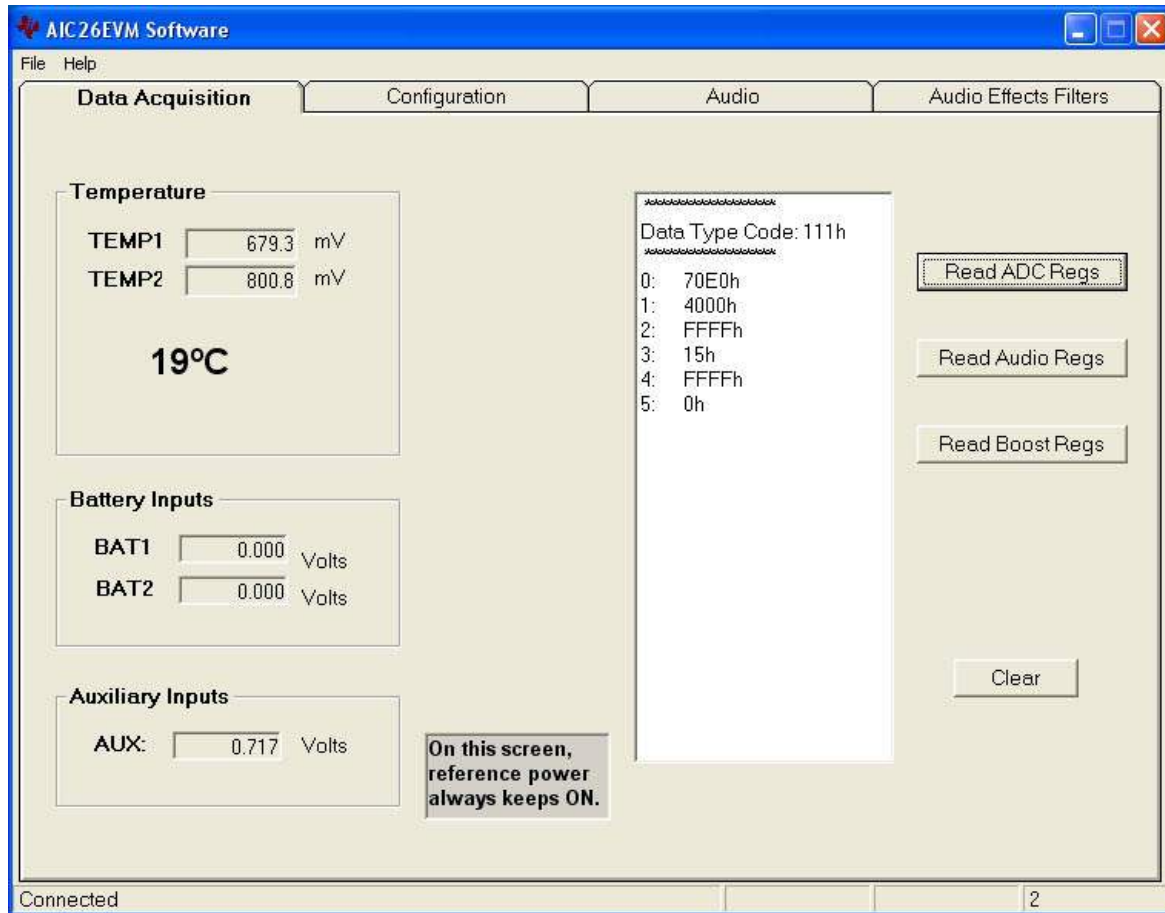 AIC26EVM Software
File Help
Data Acquisition
Configuration
Audio
Audio Effects Filters
Temperature
TEMP1 679.3 mV
TEMP2 800.8 mV
19ºC
Battery Inputs
BAT1 0.000 Volts
BAT2 0.000 Volts
Auxiliary Inputs
AUX: 0.717 Volts
On this screen,
reference power
always keeps ON.
********************
Data Type Code: 111h
********************
0: 70E0h
1: 4000h
2: FFFFh
3: 15h
4: FFFFh
5: 0h
Read ADC Regs
Read Audio Regs
Read Boost Regs
Clear
Connected
2